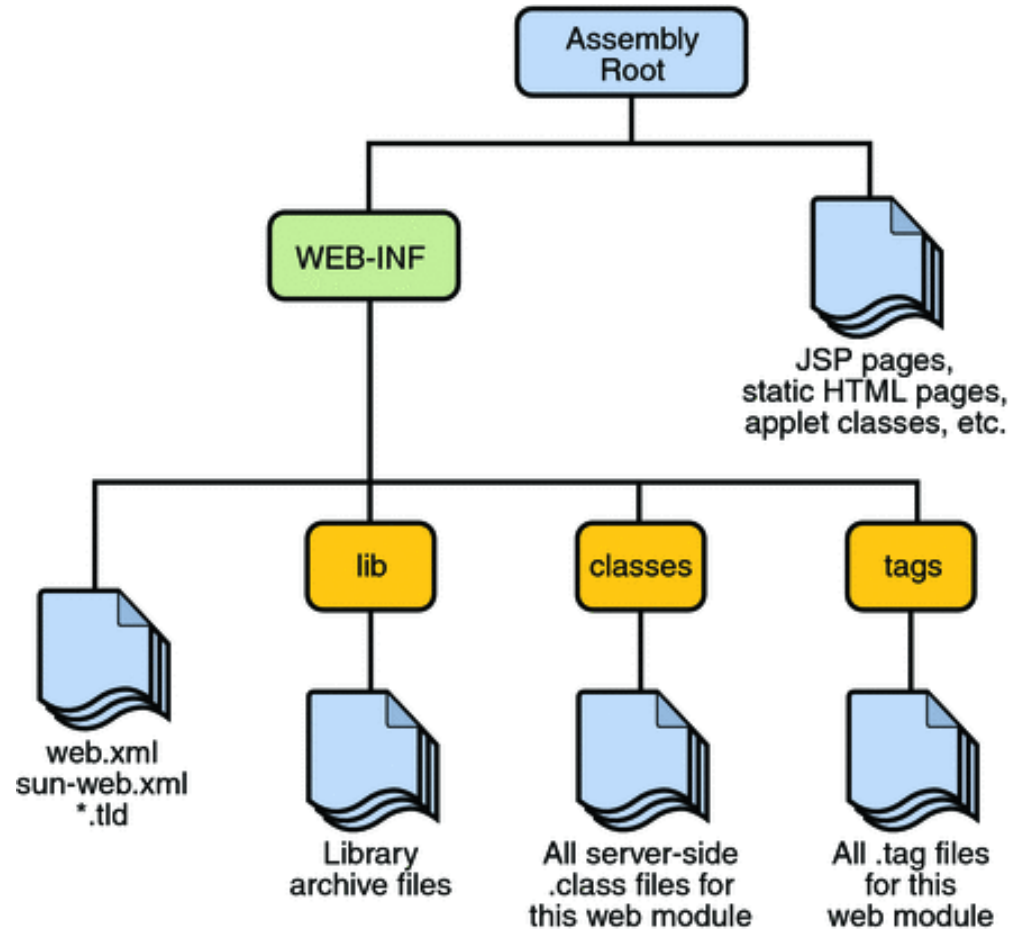 Assembly
Root
WEB-INF
JSP pages,
static HTML pages,
applet classes, etc.
lib
classes
tags
web.xml
sun-web.xml
*.tld
Library
archive files
All server-side
.class files for
this web module
All .tag files
for this
web module